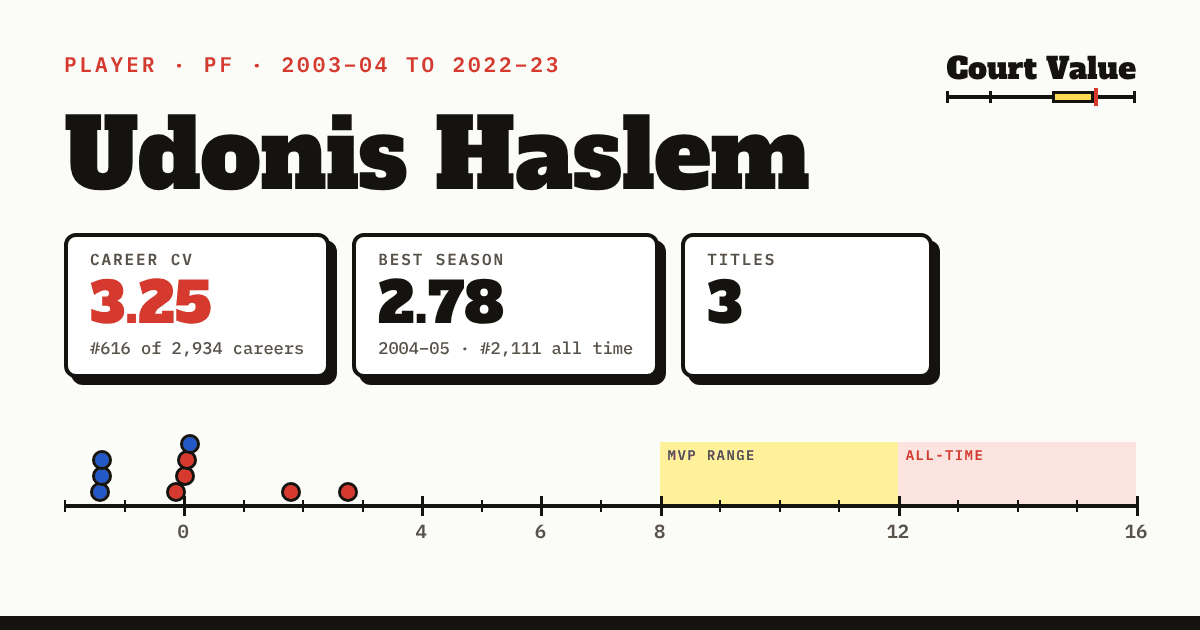 PLAYER · PF · 2003–04 TO 2022–23
Court Value
Udonis Haslem
CAREER CV
3.25
#616 of 2,934 careers
BEST SEASON
2.78
2004–05 · #2,111 all time
TITLES
3
MVP RANGE
ALL-TIME
0 4 6 8 12 16